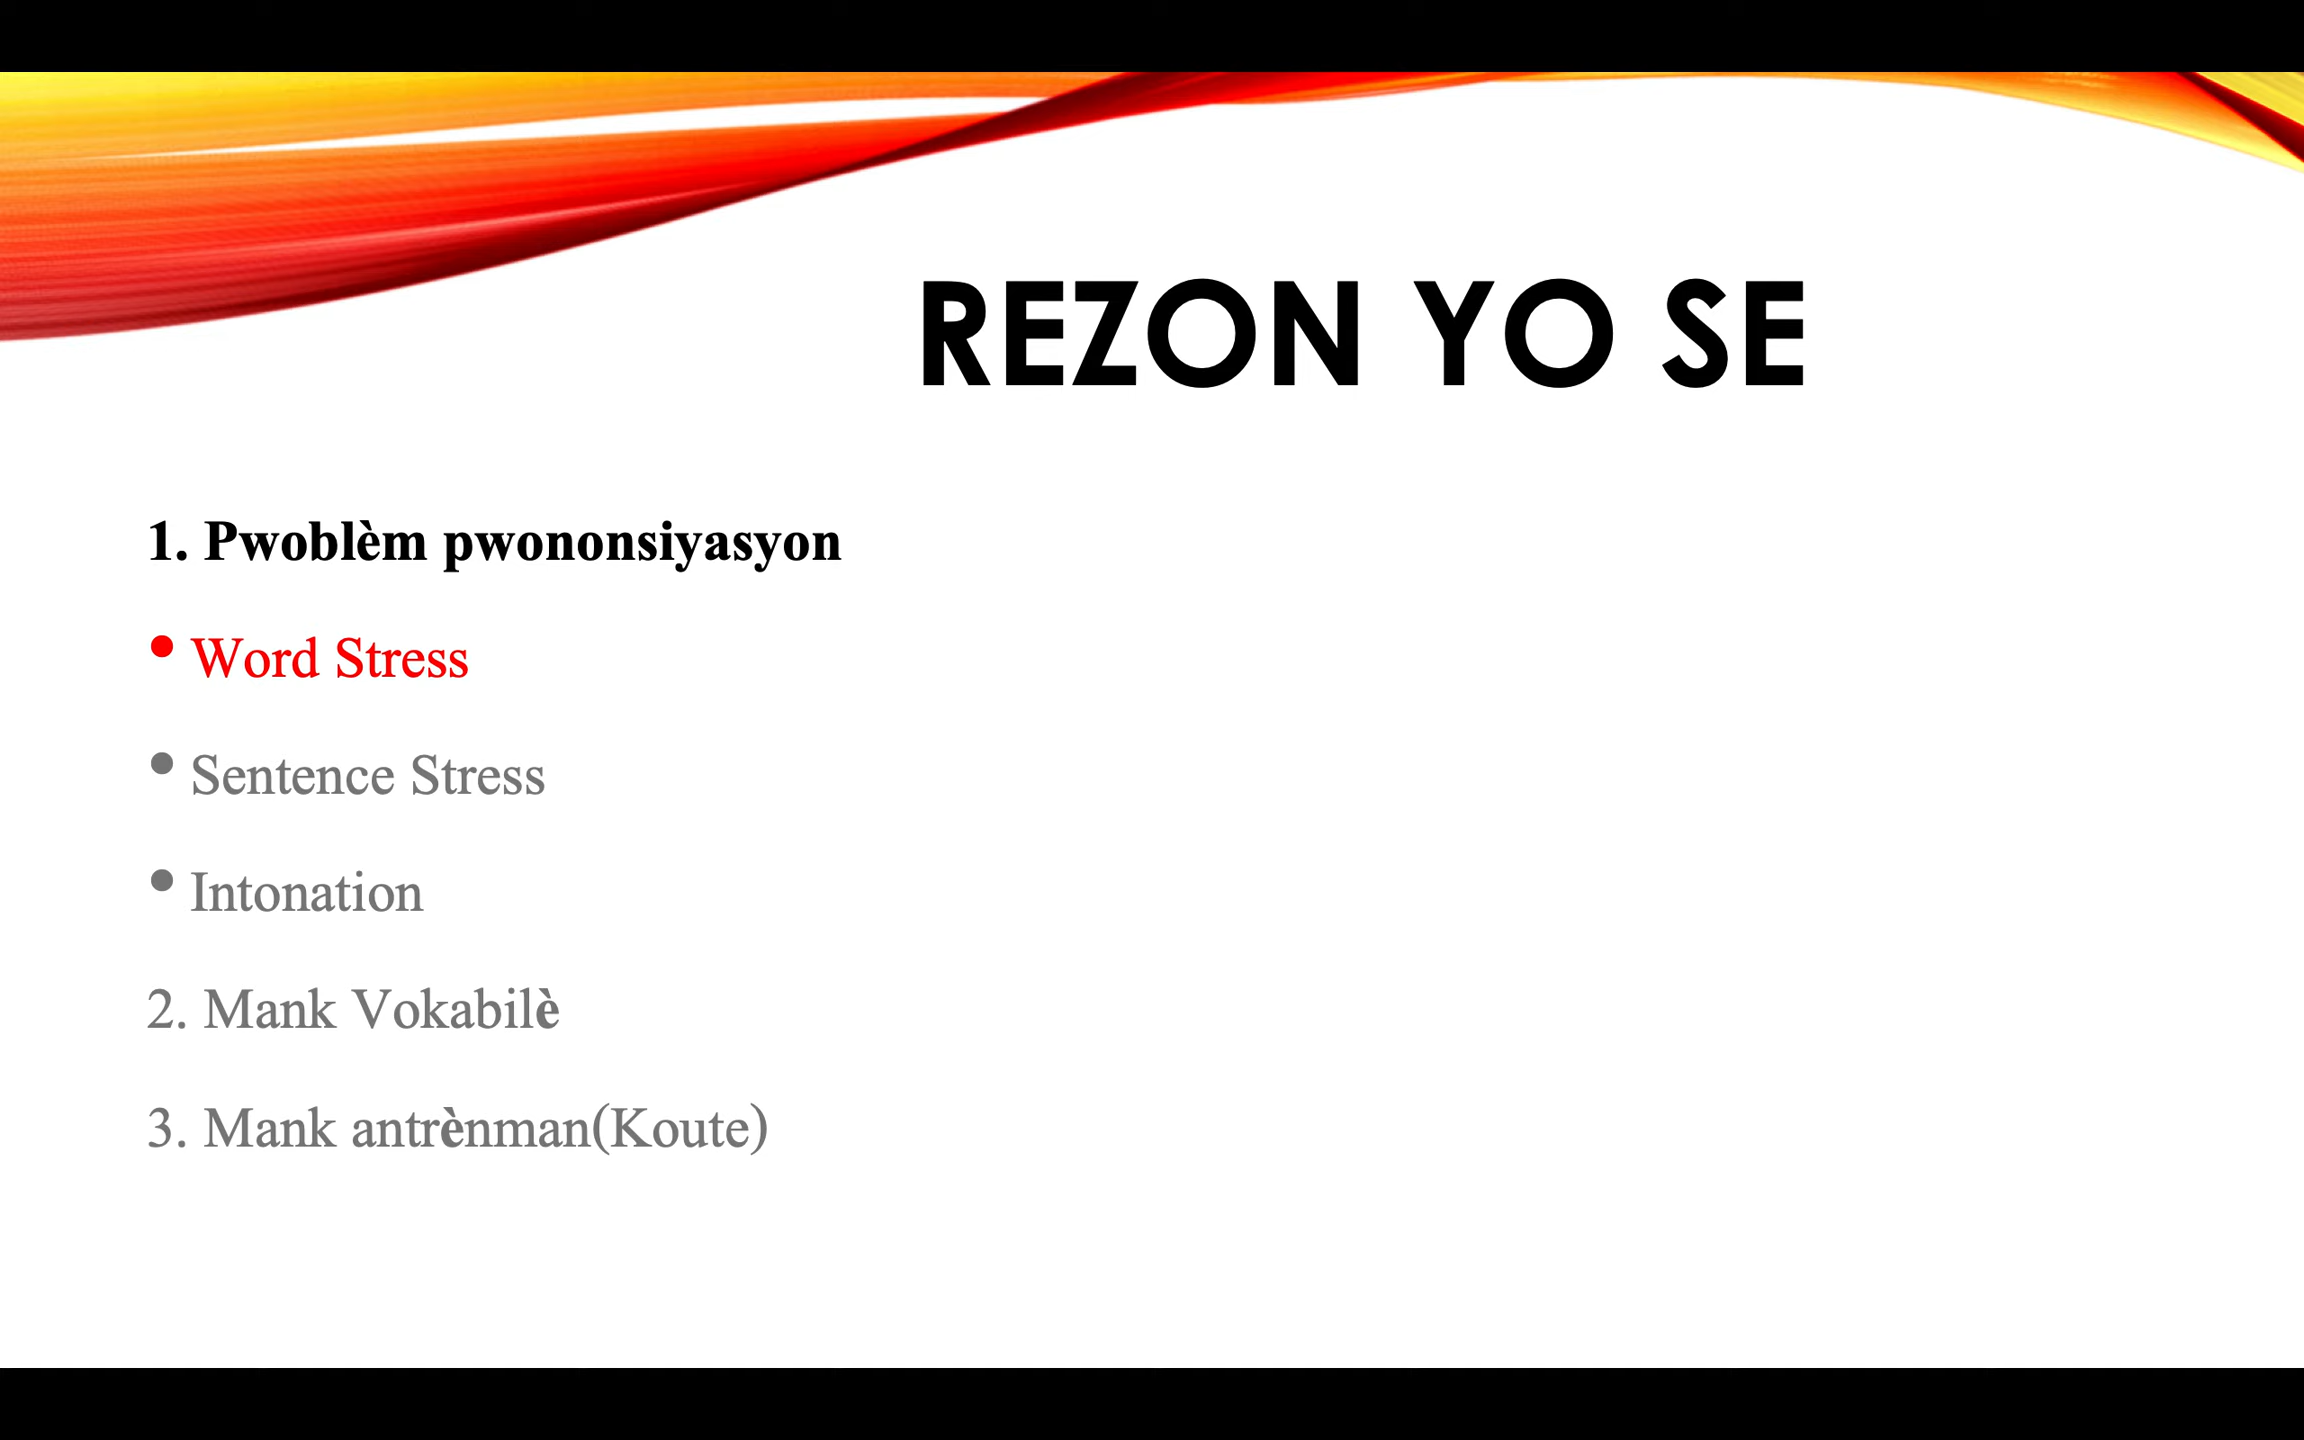 REZON YO SE
1. Pwoblèm pwononsiyasyon
• Word Stress
• Sentence Stress
• Intonation
2. Mank Vokabilè
3. Mank antrènman(Koute)